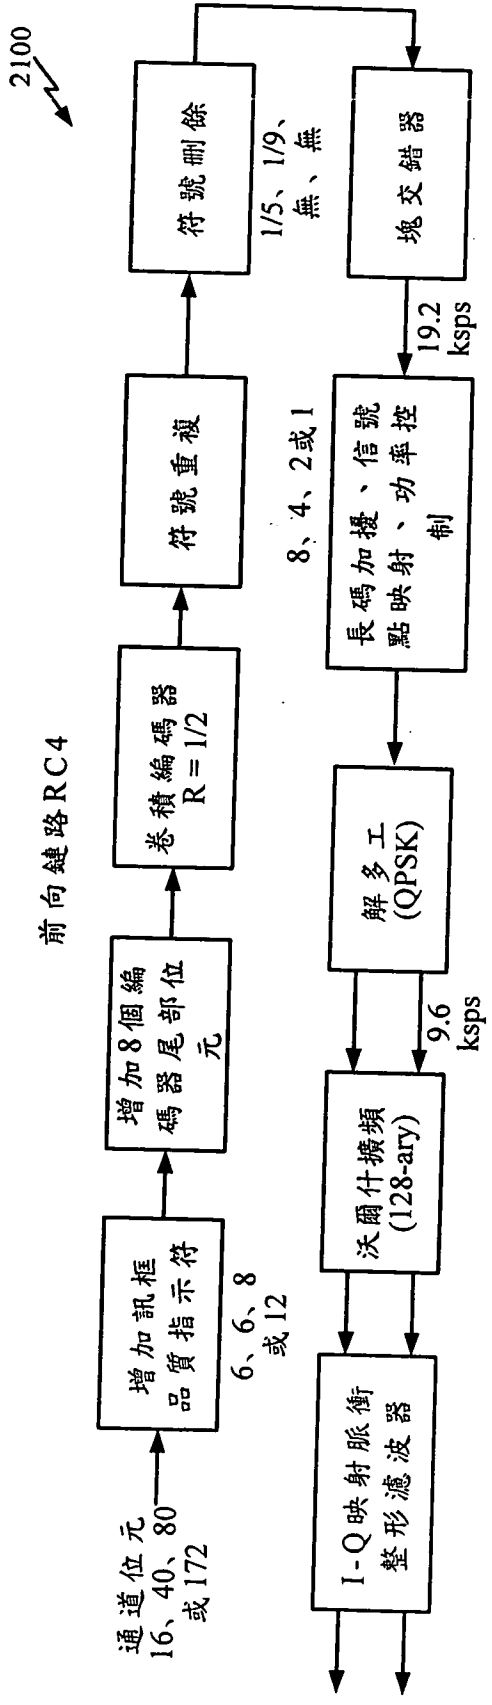 2100
前向鏈路RC4
通道位元
16、40、80
或172
增加訊框
品質指示符
6、6、8
或12
增加8個編
碼器尾部位
元
卷積編碼器
R = 1/2
符號重複
8、4、2或1
符號刪餘
1/5、1/9、
無、無
塊交錯器
19.2
ksps
長碼加擾、信號
點映射、功率控
制
解多工
(QPSK)
9.6
ksps
沃爾什擴頻
(128-ary)
I-Q映射脈衝
整形濾波器